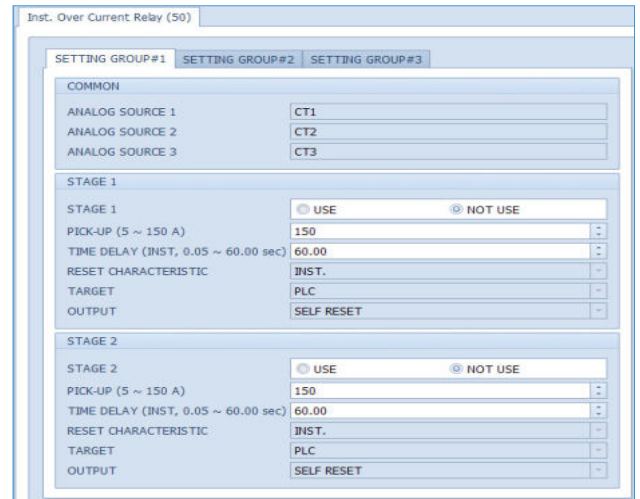 Inst. Over Current Relay (50)
SETTING GROUP#1 SETTING GROUP#2 SETTING GROUP#3
COMMON
ANALOG SOURCE 1 CT1
ANALOG SOURCE 2 CT2
ANALOG SOURCE 3 CT3
STAGE 1
STAGE 1 USE NOT USE
PICK-UP (5 ~ 150 A) 150
TIME DELAY (INST, 0.05 ~ 60.00 sec) 60.00
RESET CHARACTERISTIC INST.
TARGET PLC
OUTPUT SELF RESET
STAGE 2
STAGE 2 USE NOT USE
PICK-UP (5 ~ 150 A) 150
TIME DELAY (INST, 0.05 ~ 60.00 sec) 60.00
RESET CHARACTERISTIC INST.
TARGET PLC
OUTPUT SELF RESET